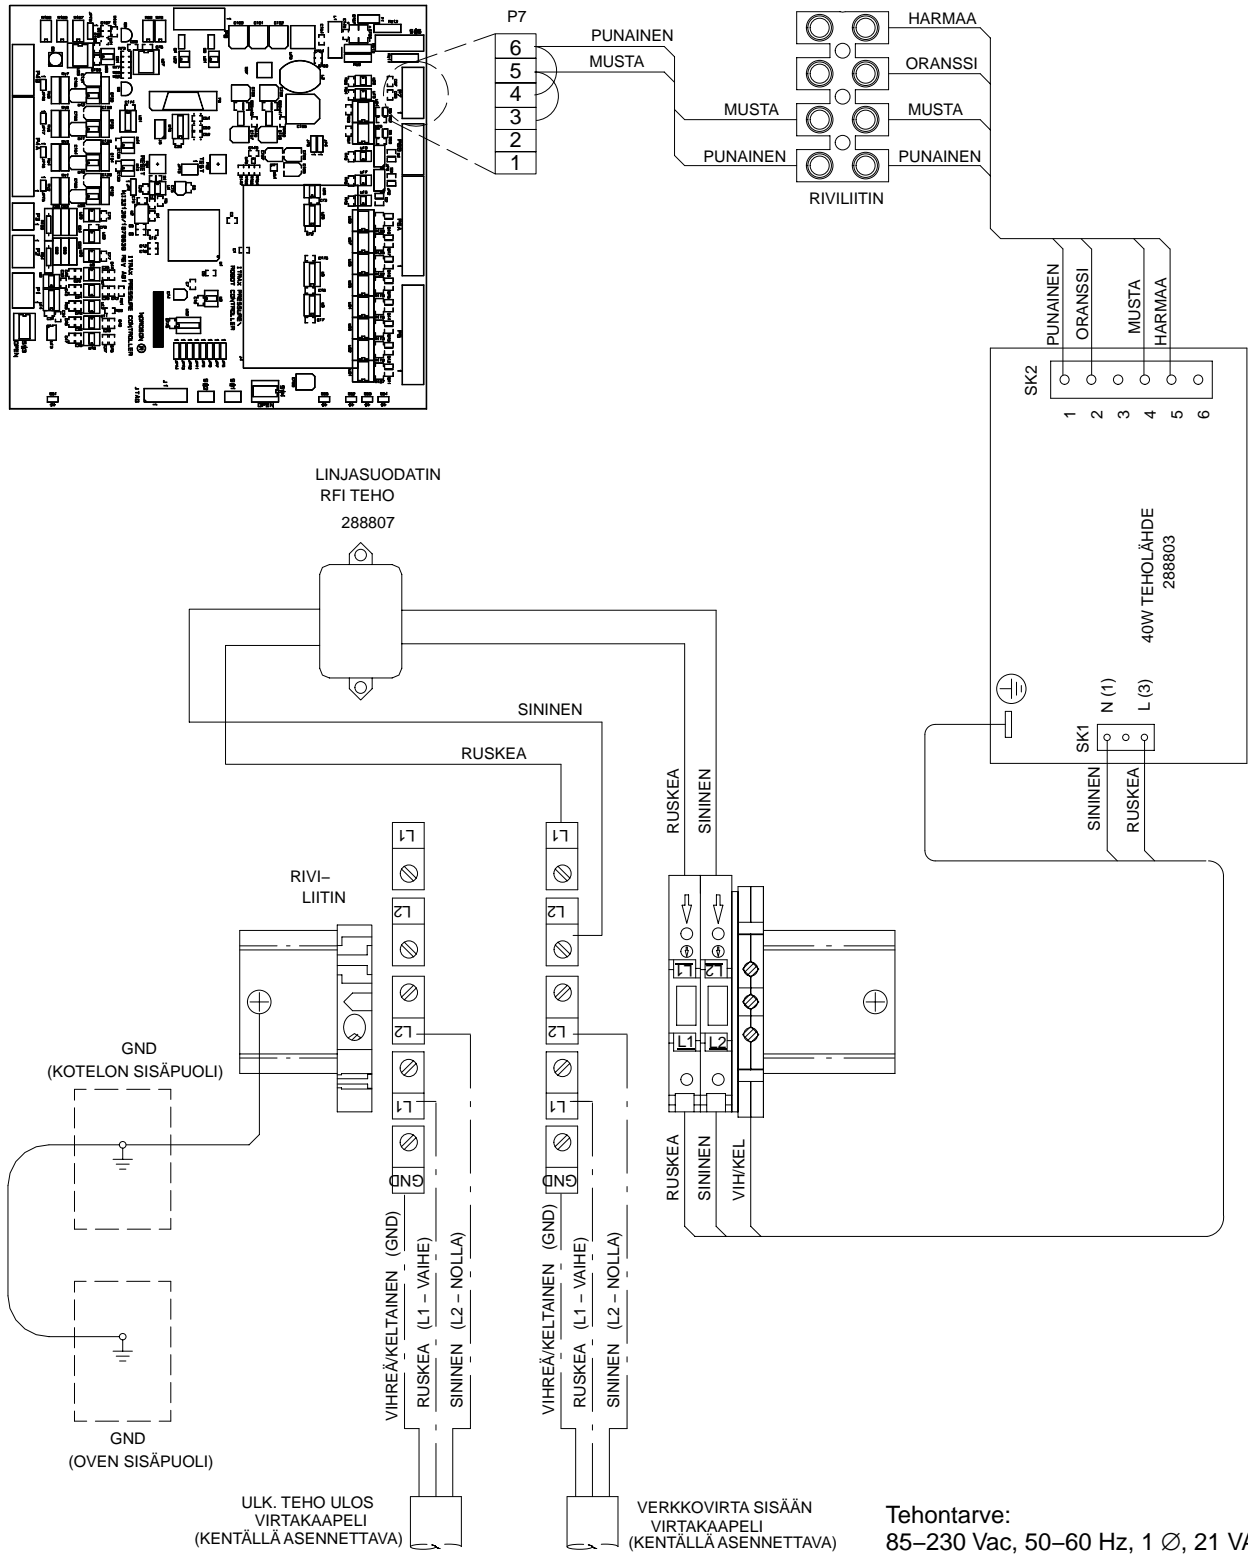 P7
6
5
4
3
2
1
PUNAINEN
MUSTA
MUSTA
PUNAINEN
HARMAA
ORANSSI
MUSTA
PUNAINEN
RIVILIITIN
PUNAINEN
ORANSSI
MUSTA
HARMAA
SK2
1
2
3
4
5
6
40W TEHOLÄHDE
288803
N (1)
L (3)
SK1
SININEN
RUSKEA
LINJASUODATIN
RFI TEHO
288807
SININEN
RUSKEA
RUSKEA
SININEN
RIVI–
LIITIN
L1
L2
L2
L1
GND
L1
L2
L2
L1
GND
L1
L2
L1
L2
RUSKEA
SININEN
VIH/KEL
GND
(KOTELON SISÄPUOLI)
GND
(OVEN SISÄPUOLI)
VIHREÄ/KELTAINEN (GND)
RUSKEA (L1 – VAIHE)
SININEN (L2 – NOLLA)
VIHREÄ/KELTAINEN (GND)
RUSKEA (L1 – VAIHE)
SININEN (L2 – NOLLA)
ULK. TEHO ULOS
VIRTAKAAPELI
(KENTÄLLÄ ASENNETTAVA)
VERKKOVIRTA SISÄÄN
VIRTAKAAPELI
(KENTÄLLÄ ASENNETTAVA)
Tehontarve:
85–230 Vac, 50–60 Hz, 1 ∅, 21 VA
ITRAX PRESSURE CONTROLLER
NORDSON ®
JTAG